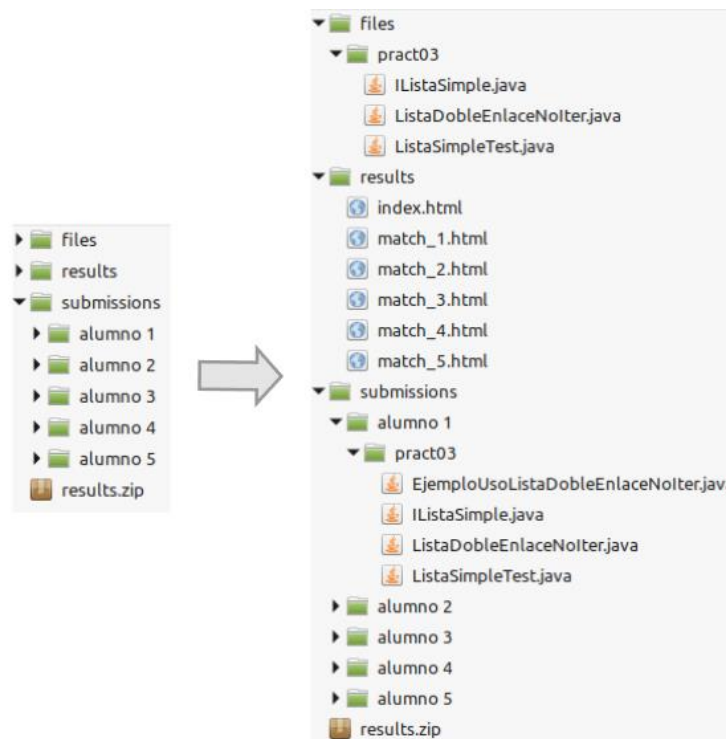 files
results
submissions
alumno 1
alumno 2
alumno 3
alumno 4
alumno 5
results.zip
files
pract03
IListaSimple.java
ListaDobleEnlaceNoIter.java
ListaSimpleTest.java
results
index.html
match_1.html
match_2.html
match_3.html
match_4.html
match_5.html
submissions
alumno 1
pract03
EjemploUsoListaDobleEnlaceNoIter.jav
IListaSimple.java
ListaDobleEnlaceNoIter.java
ListaSimpleTest.java
alumno 2
alumno 3
alumno 4
alumno 5
results.zip